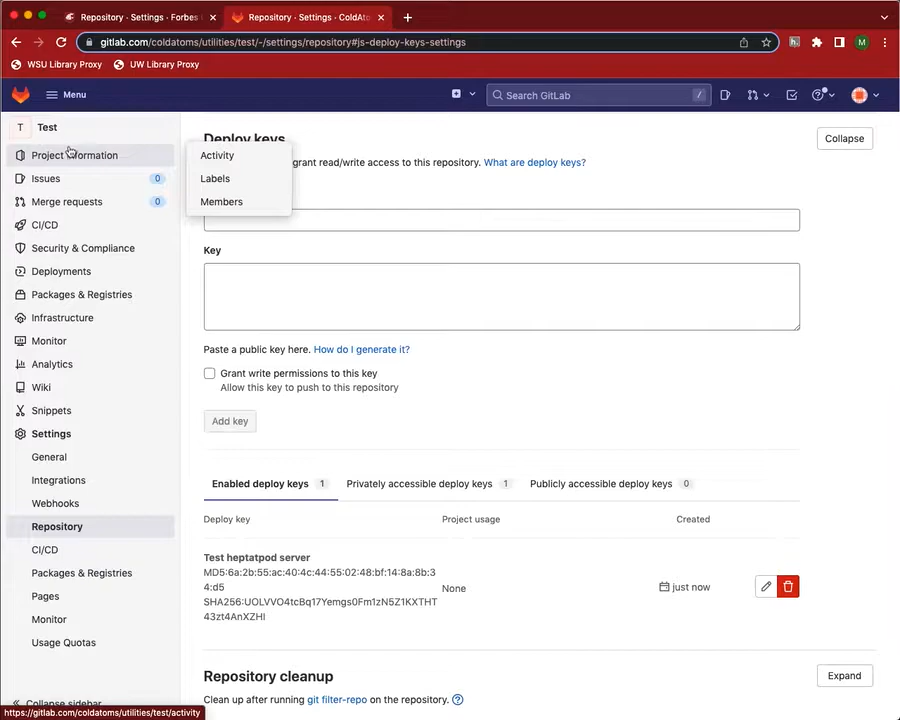 Repository · Settings · Forbes
Repository · Settings · ColdAto
gitlab.com/coldatoms/utilities/test/-/settings/repository#js-deploy-keys-settings
M
WSU Library Proxy
UW Library Proxy
Menu
Search GitLab
/
T
Test
Project information
Issues
0
Merge requests
0
CI/CD
Security & Compliance
Deployments
Packages & Registries
Infrastructure
Monitor
Analytics
Wiki
Snippets
Settings
General
Integrations
Webhooks
Repository
CI/CD
Packages & Registries
Pages
Monitor
Usage Quotas
Collapse sidebar
https://gitlab.com/coldatoms/utilities/test/activity
Activity
Labels
Members
Deploy keys
Collapse
grant read/write access to this repository. What are deploy keys?
Key
Paste a public key here. How do I generate it?
Grant write permissions to this key
Allow this key to push to this repository
Add key
Enabled deploy keys 1
Privately accessible deploy keys 1
Publicly accessible deploy keys 0
Deploy key
Project usage
Created
Test heptatpod server
MD5:6a:2b:55:ac:40:4c:44:55:02:48:bf:14:8a:8b:3
4:d5
SHA256:UOLVVO4tcBq17Yemgs0Fm1zN5Z1KXTHT
43zt4AnXZHI
None
just now
Repository cleanup
Expand
Clean up after running git filter-repo on the repository.